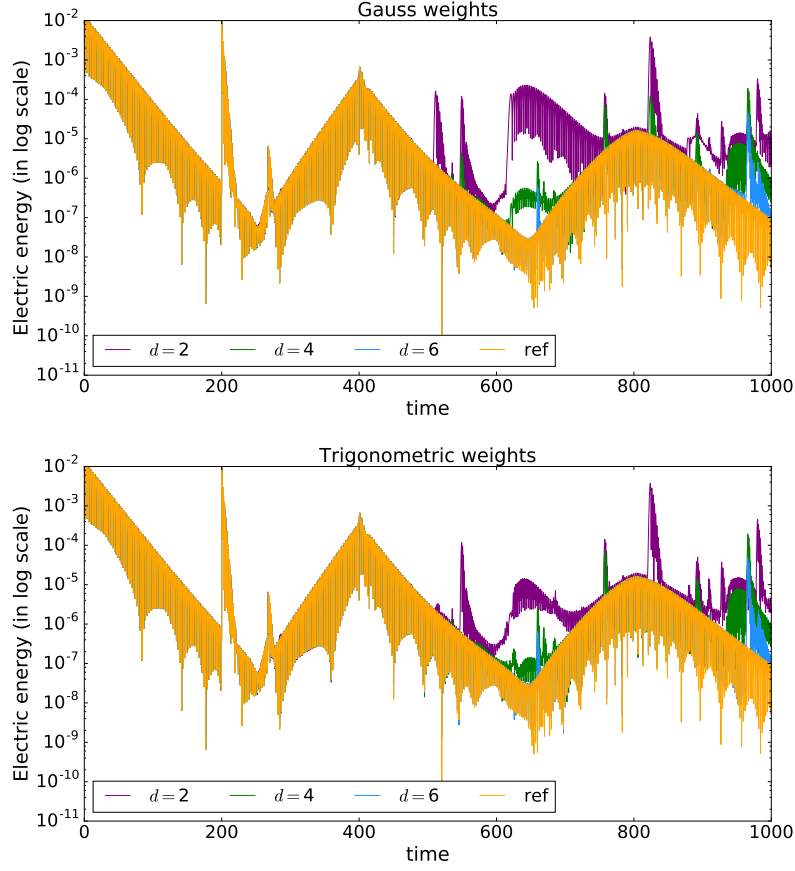 Gauss weights
Electric energy (in log scale)
10^-2
10^-3
10^-4
10^-5
10^-6
10^-7
10^-8
10^-9
10^-10
10^-11
d=2 d=4 d=6 ref
0 200 400 600 800 1000
time
Trigonometric weights
Electric energy (in log scale)
10^-2
10^-3
10^-4
10^-5
10^-6
10^-7
10^-8
10^-9
10^-10
10^-11
d=2 d=4 d=6 ref
0 200 400 600 800 1000
time